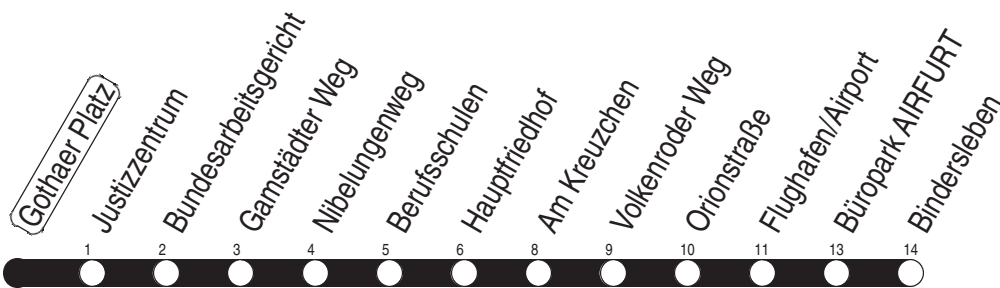 Gothaer Platz
Justizzentrum
Bundesarbeitsgericht
Gamstädter Weg
Nibelungenweg
Berufsschulen
Hauptfriedhof
Am Kreuzchen
Volkenroder Weg
Orionstraße
Flughafen/Airport
Büropark AIRFURT
Bindersleben
1 2 3 4 5 6 8 9 10 11 13 14